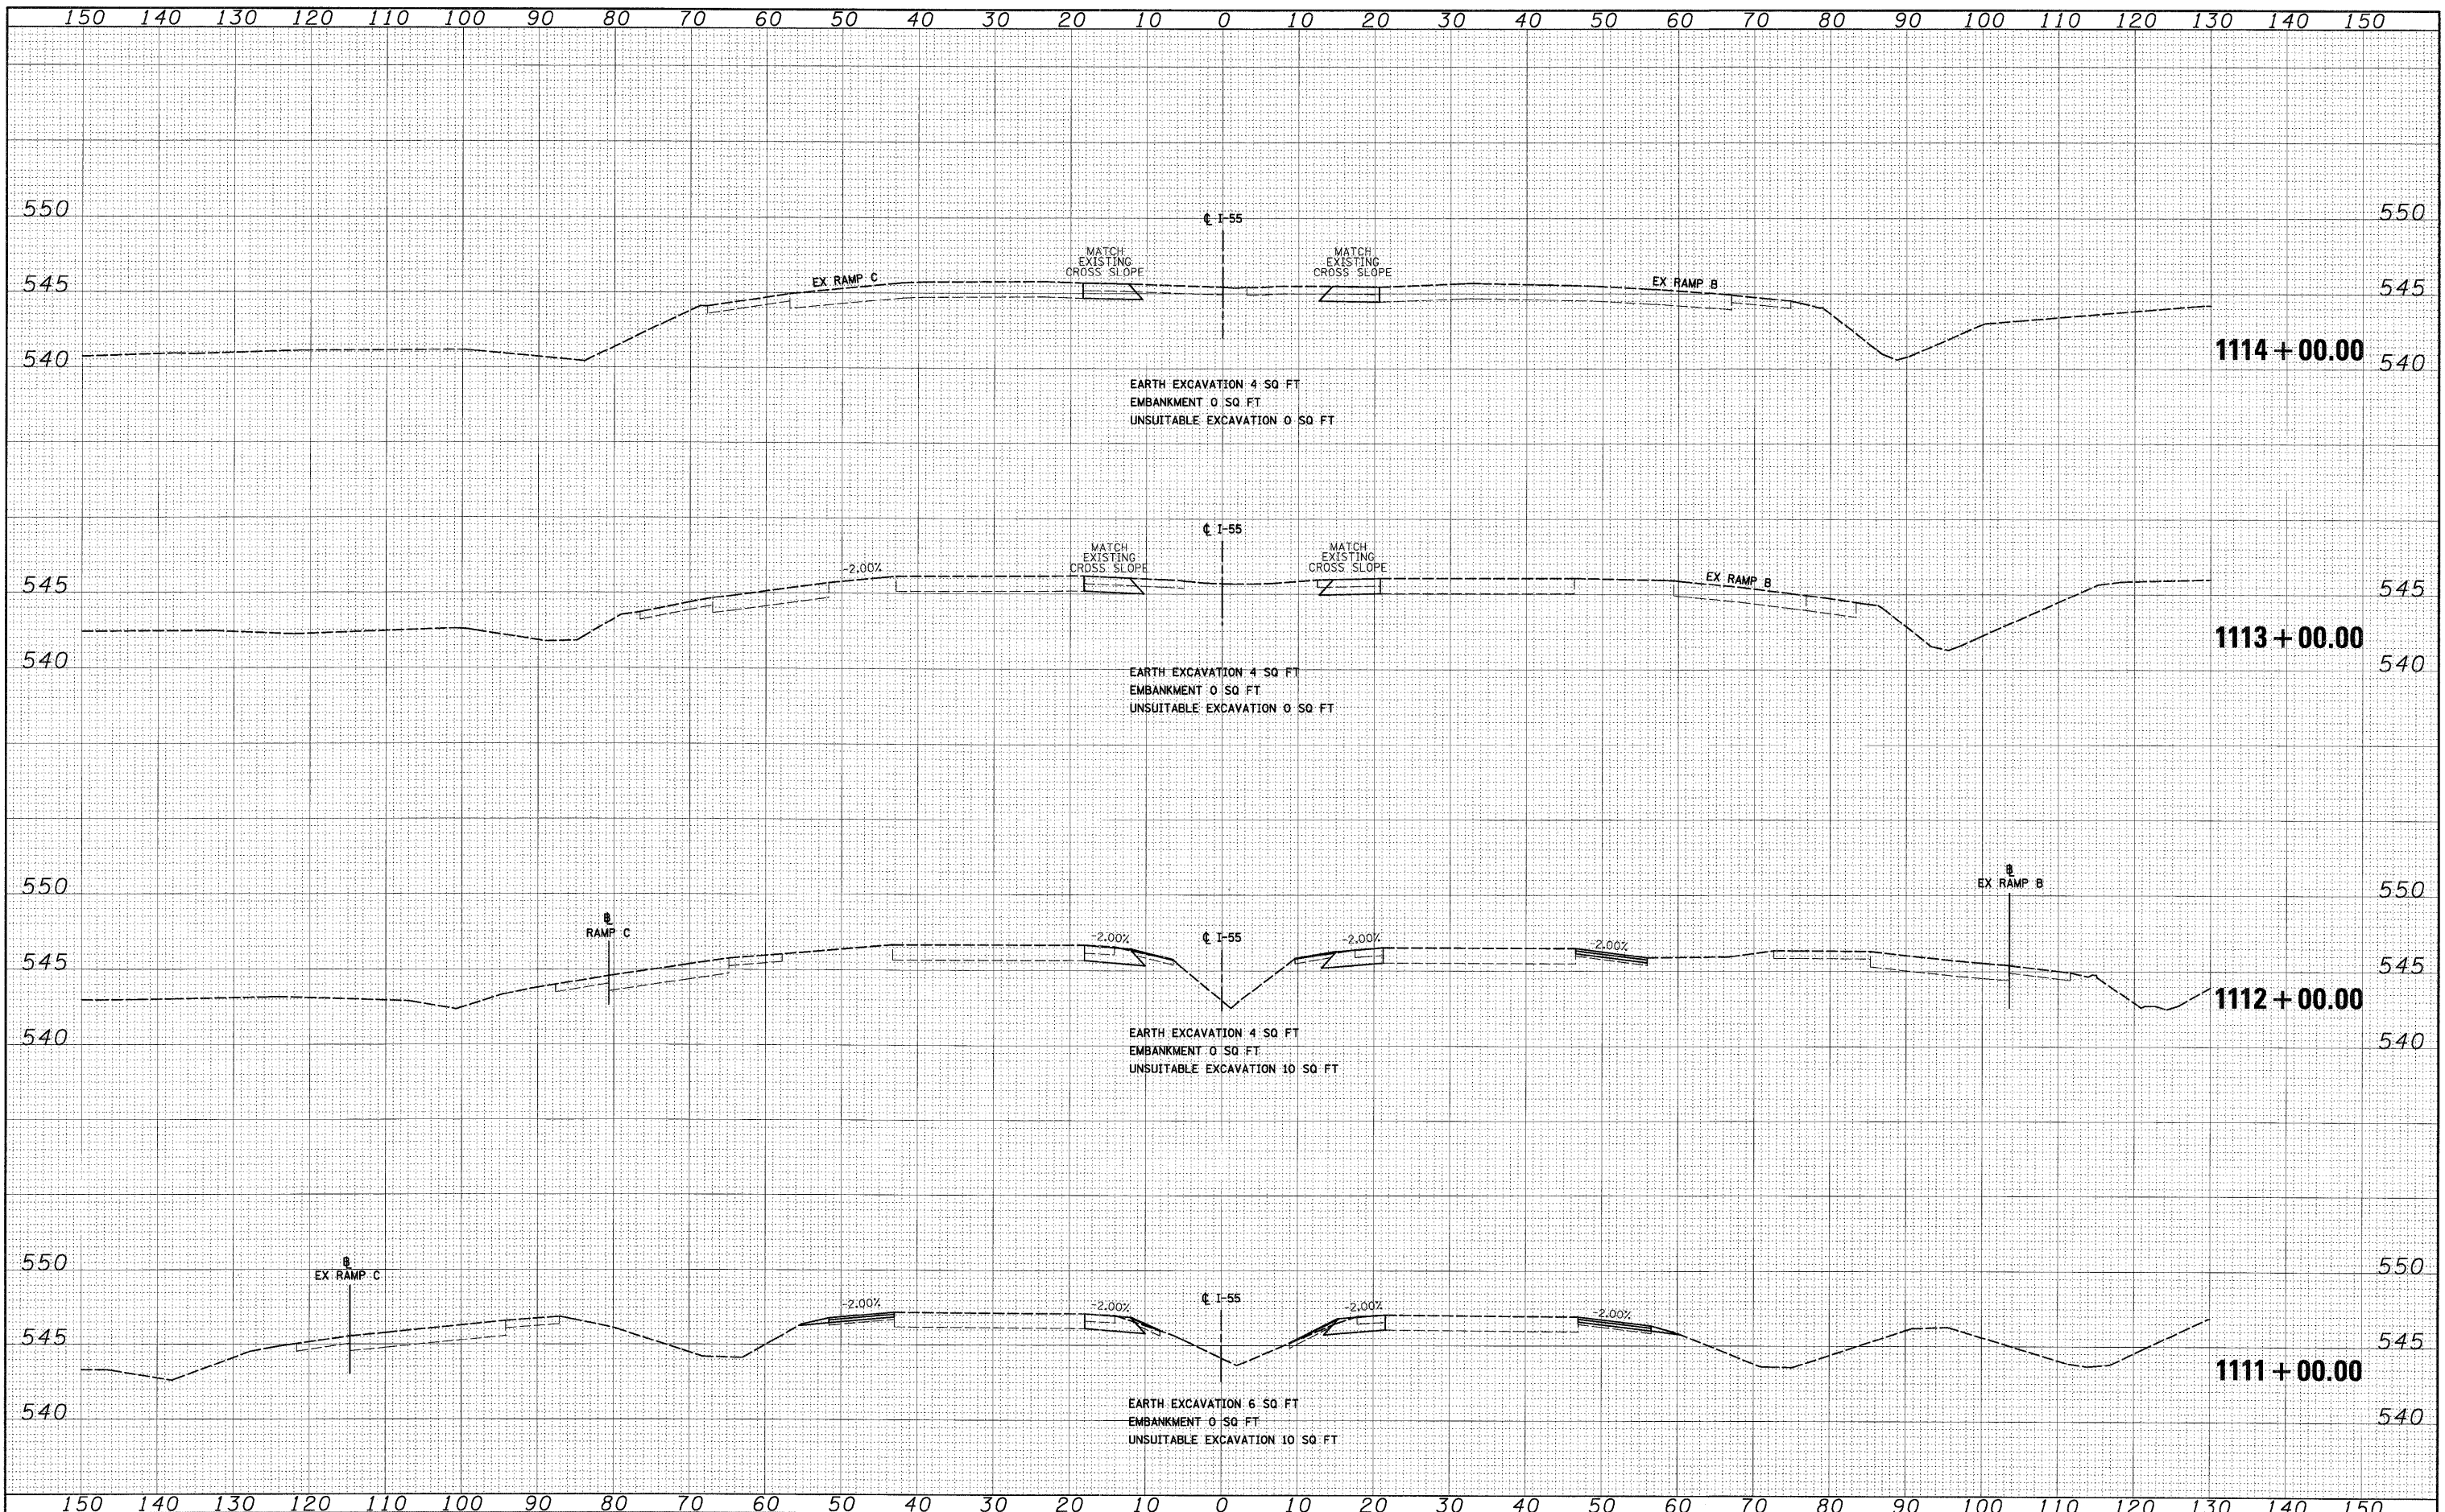 150 140 130 120 110 100 90 80 70 60 50 40 30 20 10 0 10 20 30 40 50 60 70 80 90 100 110 120 130 140 150
550 550
℄ I-55
MATCH
EXISTING
CROSS SLOPE
MATCH
EXISTING
CROSS SLOPE
EX RAMP C
EX RAMP B
545 545
1114+00.00
540 540
EARTH EXCAVATION 4 SQ FT
EMBANKMENT 0 SQ FT
UNSUITABLE EXCAVATION 0 SQ FT
℄ I-55
MATCH
EXISTING
CROSS SLOPE
MATCH
EXISTING
CROSS SLOPE
-2.00%
EX RAMP B
545 545
1113+00.00
540 540
EARTH EXCAVATION 4 SQ FT
EMBANKMENT 0 SQ FT
UNSUITABLE EXCAVATION 0 SQ FT
550 550
BL
EX RAMP B
BL
RAMP C
-2.00%
℄ I-55
-2.00%
-2.00%
545 545
1112+00.00
540 540
EARTH EXCAVATION 4 SQ FT
EMBANKMENT 0 SQ FT
UNSUITABLE EXCAVATION 10 SQ FT
550 550
BL
EX RAMP C
-2.00%
-2.00%
℄ I-55
-2.00%
-2.00%
545 545
1111+00.00
540 540
EARTH EXCAVATION 6 SQ FT
EMBANKMENT 0 SQ FT
UNSUITABLE EXCAVATION 10 SQ FT
150 140 130 120 110 100 90 80 70 60 50 40 30 20 10 0 10 20 30 40 50 60 70 80 90 100 110 120 130 140 150